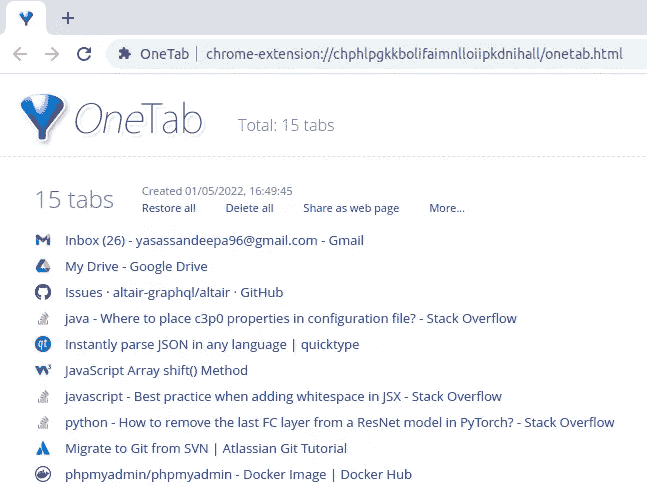 OneTab chrome-extension://chphlpgkkbolifaimnlloiipkdnihall/onetab.html
OneTab Total: 15 tabs
15 tabs
Created 01/05/2022, 16:49:45
Restore all Delete all Share as web page More...
Inbox (26) - yasassandeepa96@gmail.com - Gmail
My Drive - Google Drive
Issues · altair-graphql/altair · GitHub
java - Where to place c3p0 properties in configuration file? - Stack Overflow
qt Instantly parse JSON in any language | quicktype
JavaScript Array shift() Method
javascript - Best practice when adding whitespace in JSX - Stack Overflow
python - How to remove the last FC layer from a ResNet model in PyTorch? - Stack Overflow
Migrate to Git from SVN | Atlassian Git Tutorial
phpmyadmin/phpmyadmin - Docker Image | Docker Hub